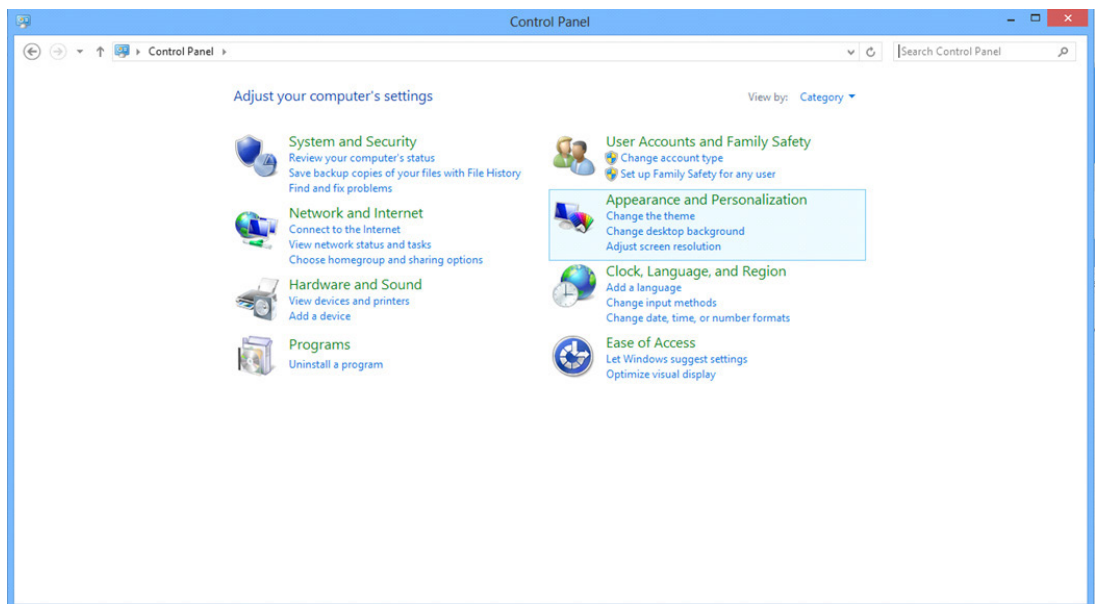 Control Panel
Control Panel
Search Control Panel
Adjust your computer's settings
View by: Category
System and Security
Review your computer's status
Save backup copies of your files with File History
Find and fix problems
Network and Internet
Connect to the Internet
View network status and tasks
Choose homegroup and sharing options
Hardware and Sound
View devices and printers
Add a device
Programs
Uninstall a program
User Accounts and Family Safety
Change account type
Set up Family Safety for any user
Appearance and Personalization
Change the theme
Change desktop background
Adjust screen resolution
Clock, Language, and Region
Add a language
Change input methods
Change date, time, or number formats
Ease of Access
Let Windows suggest settings
Optimize visual display